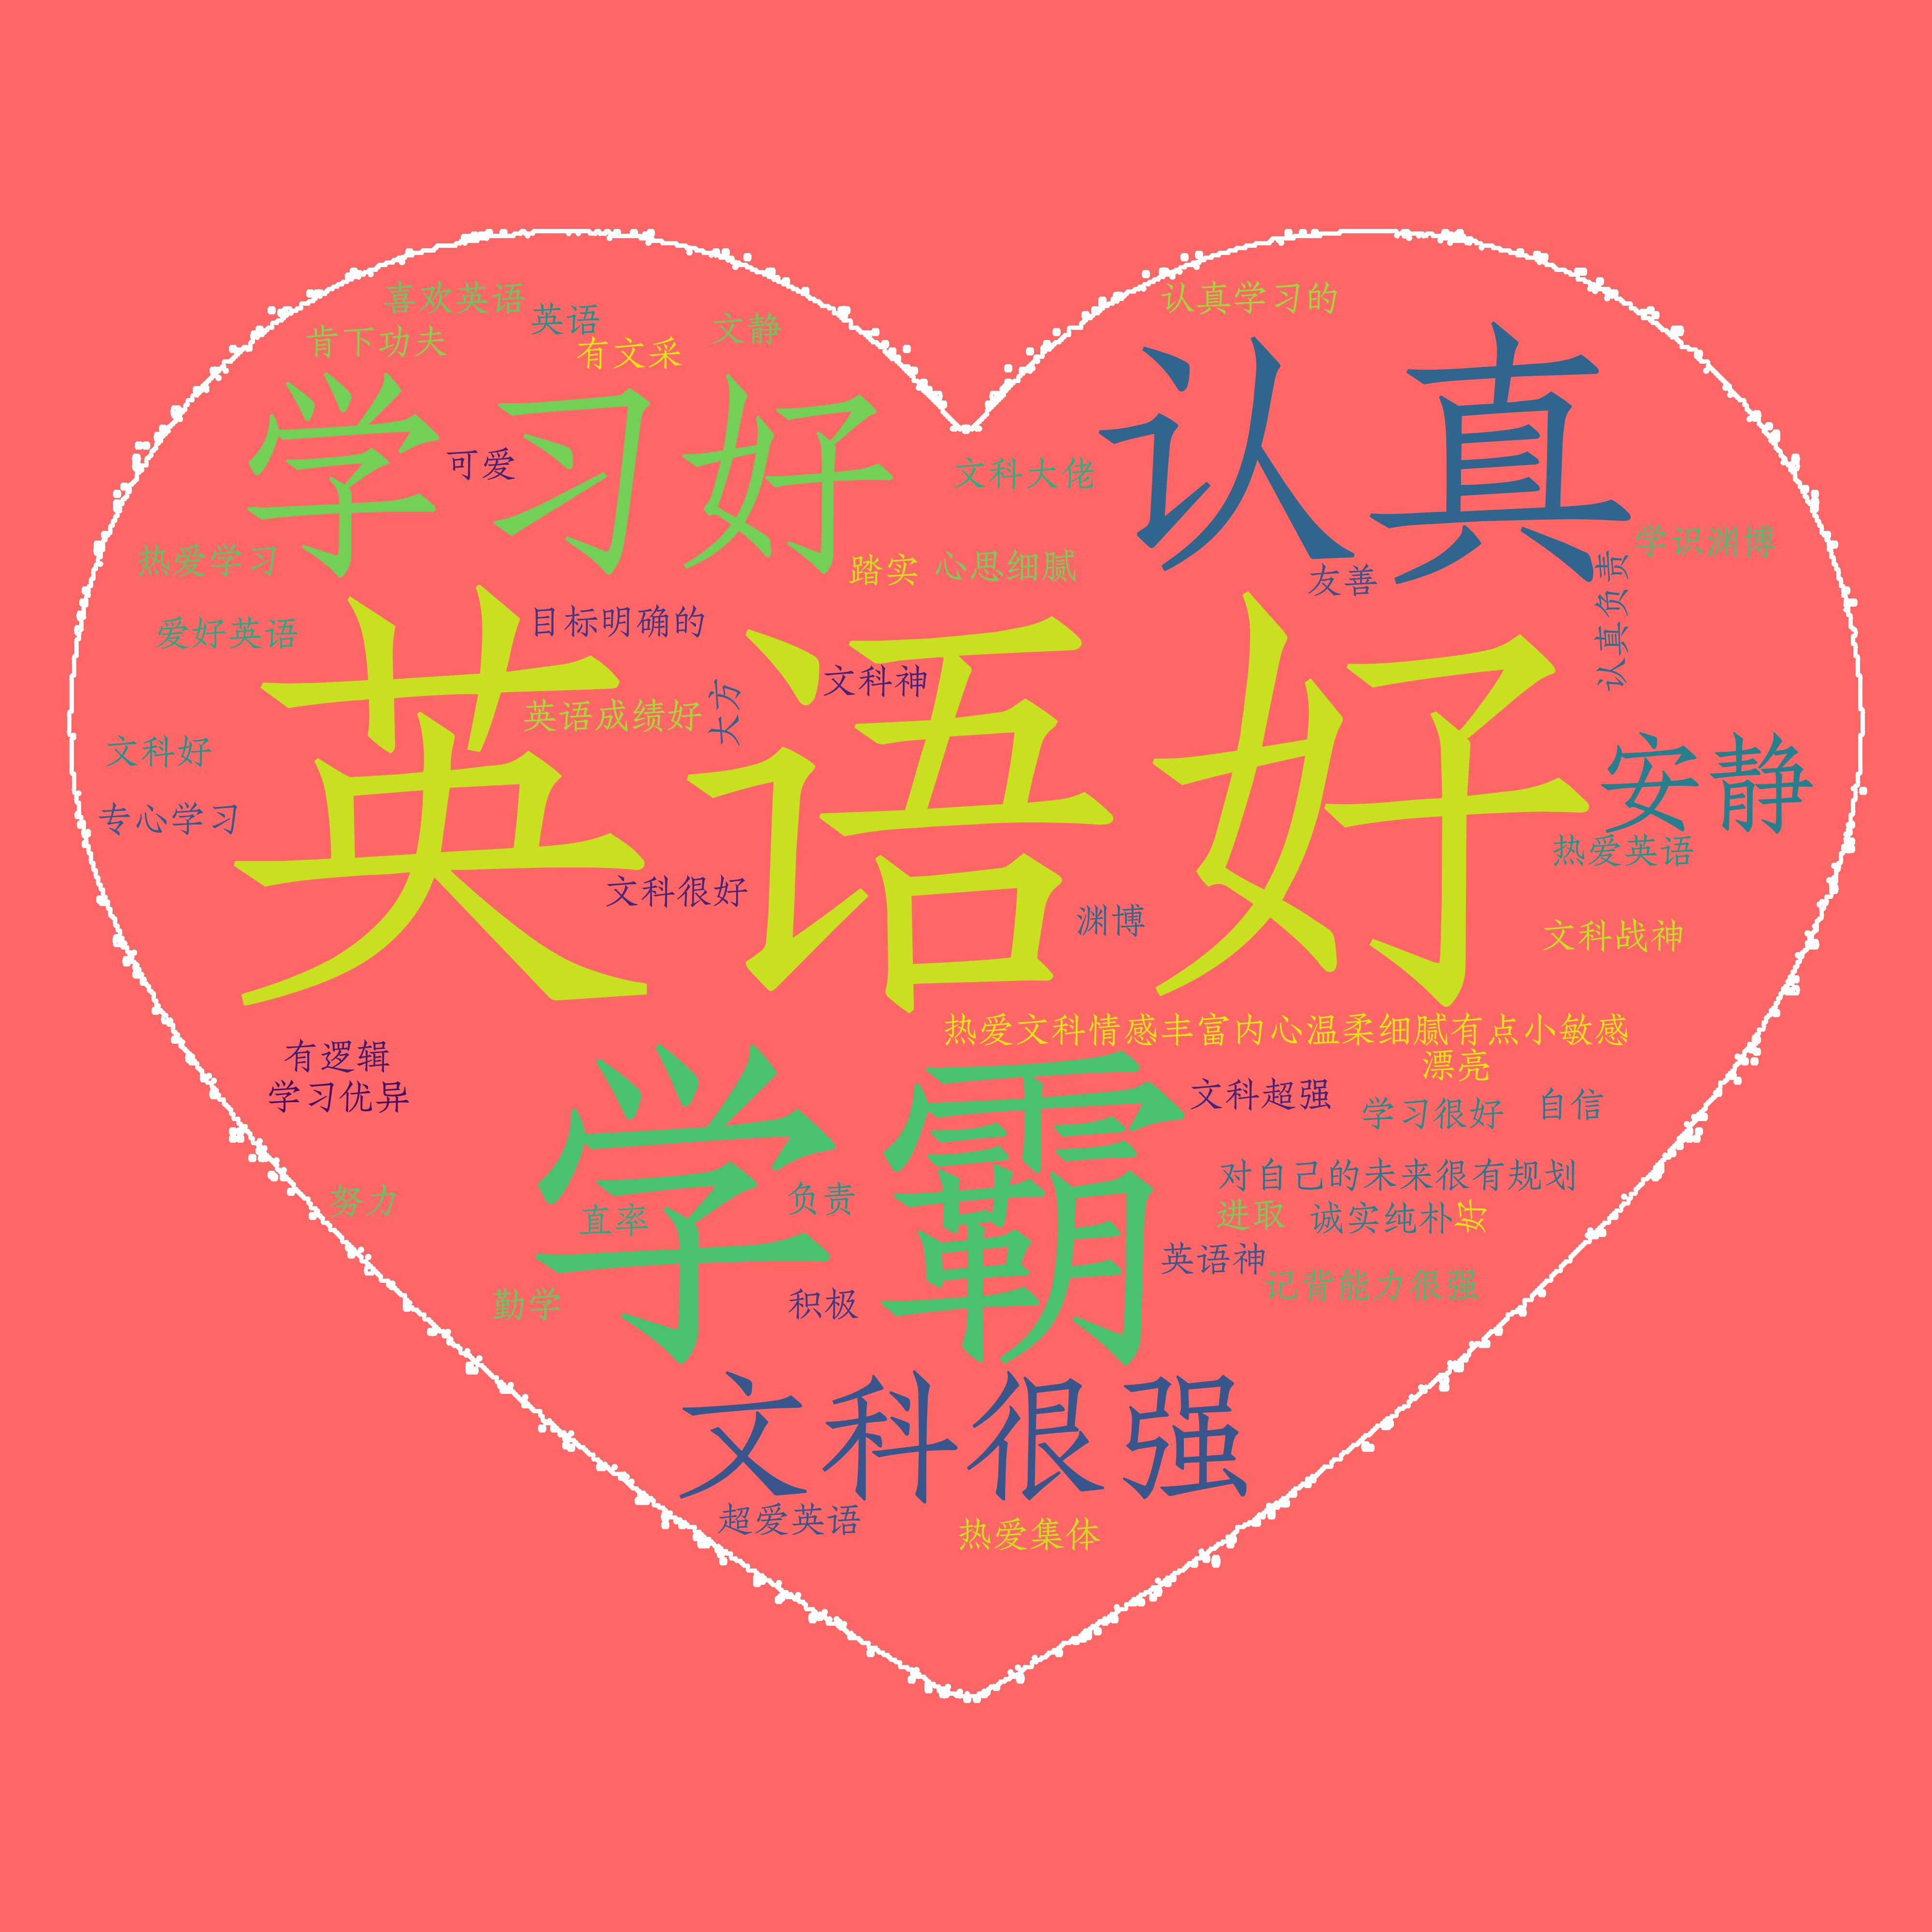 喜欢英语
认真学习的
英语
文静
肯下功夫
有文采
学习好
认真
可爱
文科大佬
学识渊博
热爱学习
踏实
心思细腻
友善
认真负责
爱好英语
目标明确的
英语好
文科神
英语成绩好
大方
文科好
安静
专心学习
热爱英语
文科很好
渊博
文科战神
热爱文科情感丰富内心温柔细腻有点小敏感
有逻辑
漂亮
学习优异
学霸
文科超强
学习很好
自信
对自己的未来很有规划
努力
直率
负责
进取
诚实纯朴
好
英语神
记背能力很强
勤学
积极
文科很强
超爱英语
热爱集体